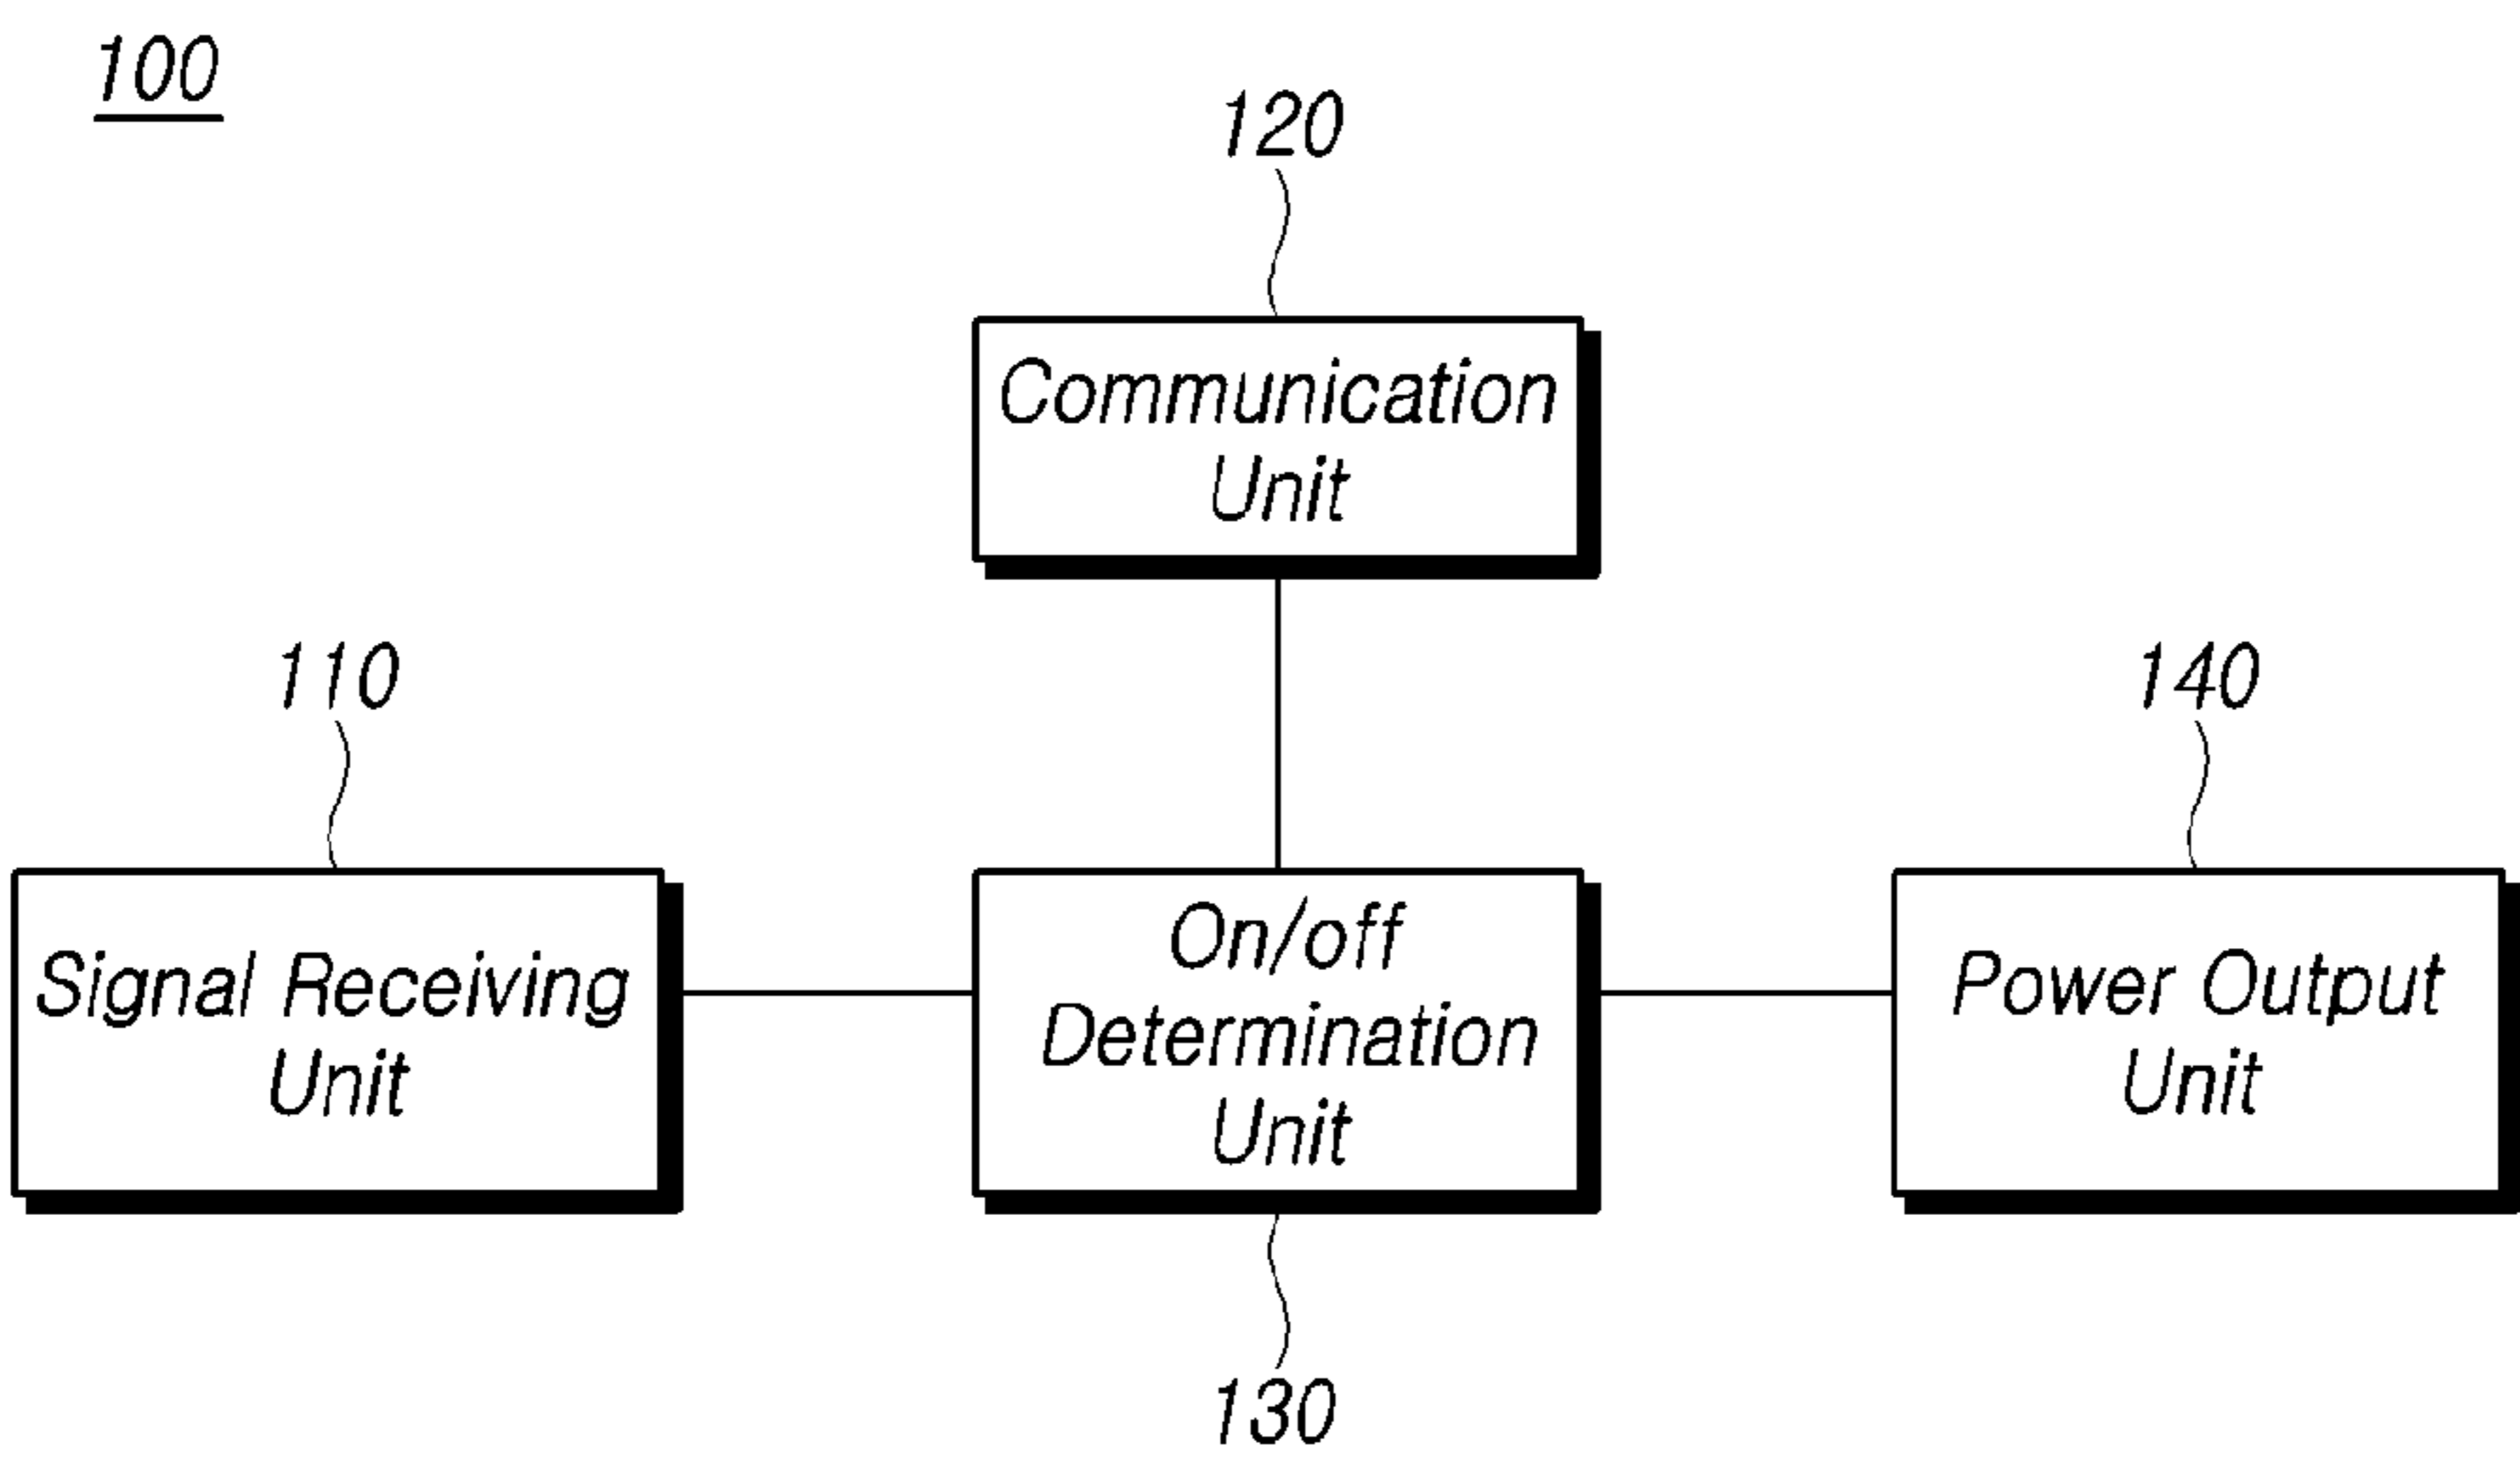 100
120
Communication
Unit
110
140
Signal Receiving
Unit
On/off
Determination
Unit
Power Output
Unit
130